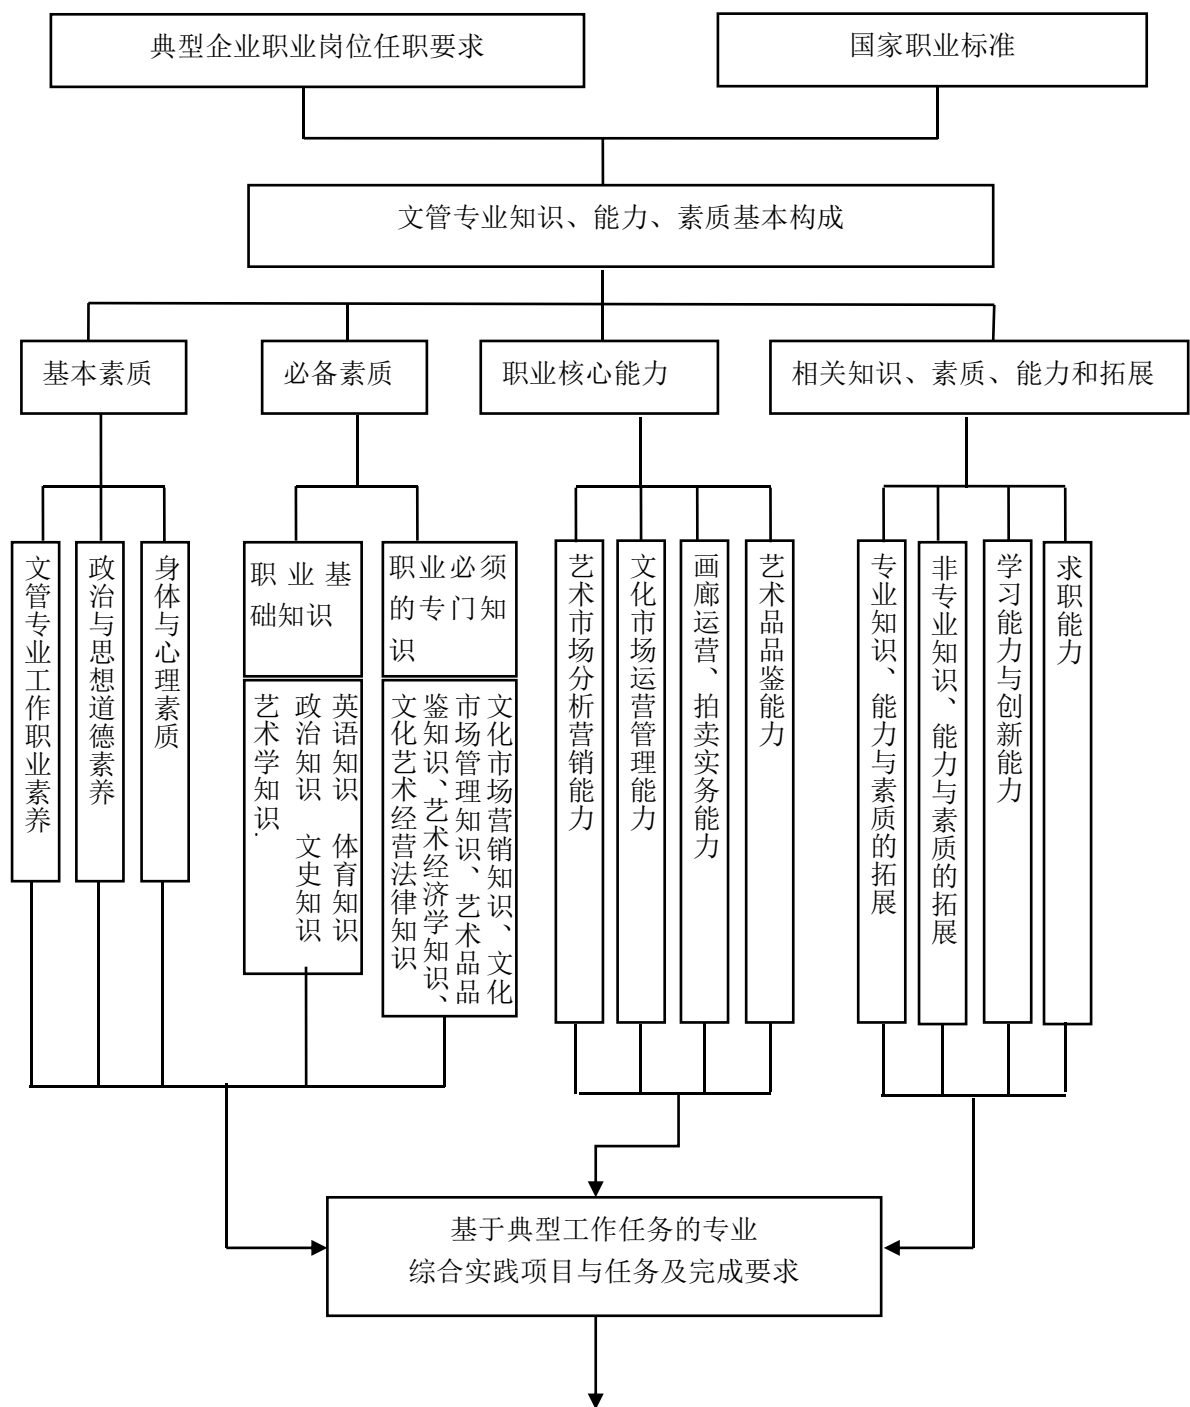 典型企业职业岗位任职要求
国家职业标准
文管专业知识、能力、素质基本构成
基本素质
必备素质
职业核心能力
相关知识、素质、能力和拓展
文管专业工作职业素养
政治与思想道德素养
身体与心理素质
职业基
础知识
英语知识 体育知识
政治知识 文史知识
艺术学知识.
职业必须
的专门知
识
文化市场营销知识、文化
市场管理知识、艺术品品
鉴知识、艺术经济学知识、
文化艺术经营法律知识
艺术市场分析营销能力
文化市场运营管理能力
画廊运营、拍卖实务能力
艺术品品鉴能力
专业知识、能力与素质的拓展
非专业知识、能力与素质的拓展
学习能力与创新能力
求职能力
基于典型工作任务的专业
综合实践项目与任务及完成要求